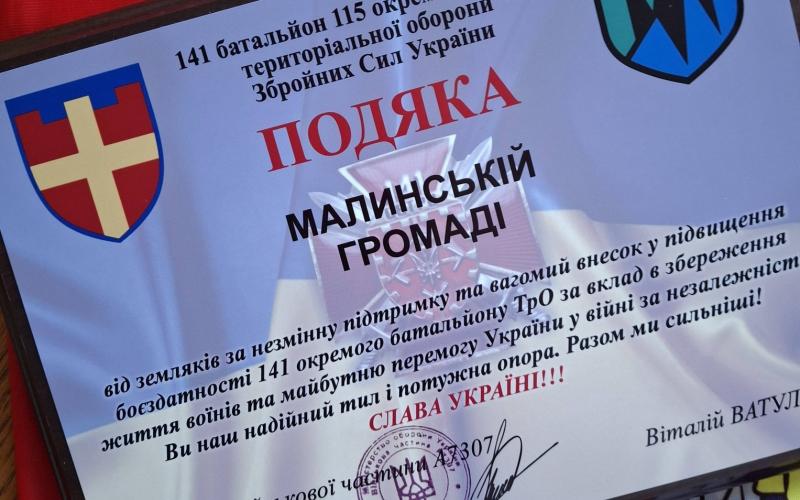 141 батальйон 115 окре
територіальної оборони
Збройних Сил України
ПОДЯКА
МАЛИНСЬКІЙ
ГРОМАДІ
від земляків за незмінну підтримку та вагомий внесок у підвищення
боєздатності 141 окремого батальйону ТрО за вклад в збереження
життя воїнів та майбутню перемогу України у війні за незалежніст
Ви наш надійний тил і потужна опора. Разом ми сильніші!
СЛАВА УКРАЇНІ!!!
ькової частини А7307
Віталій ВАТУЛ